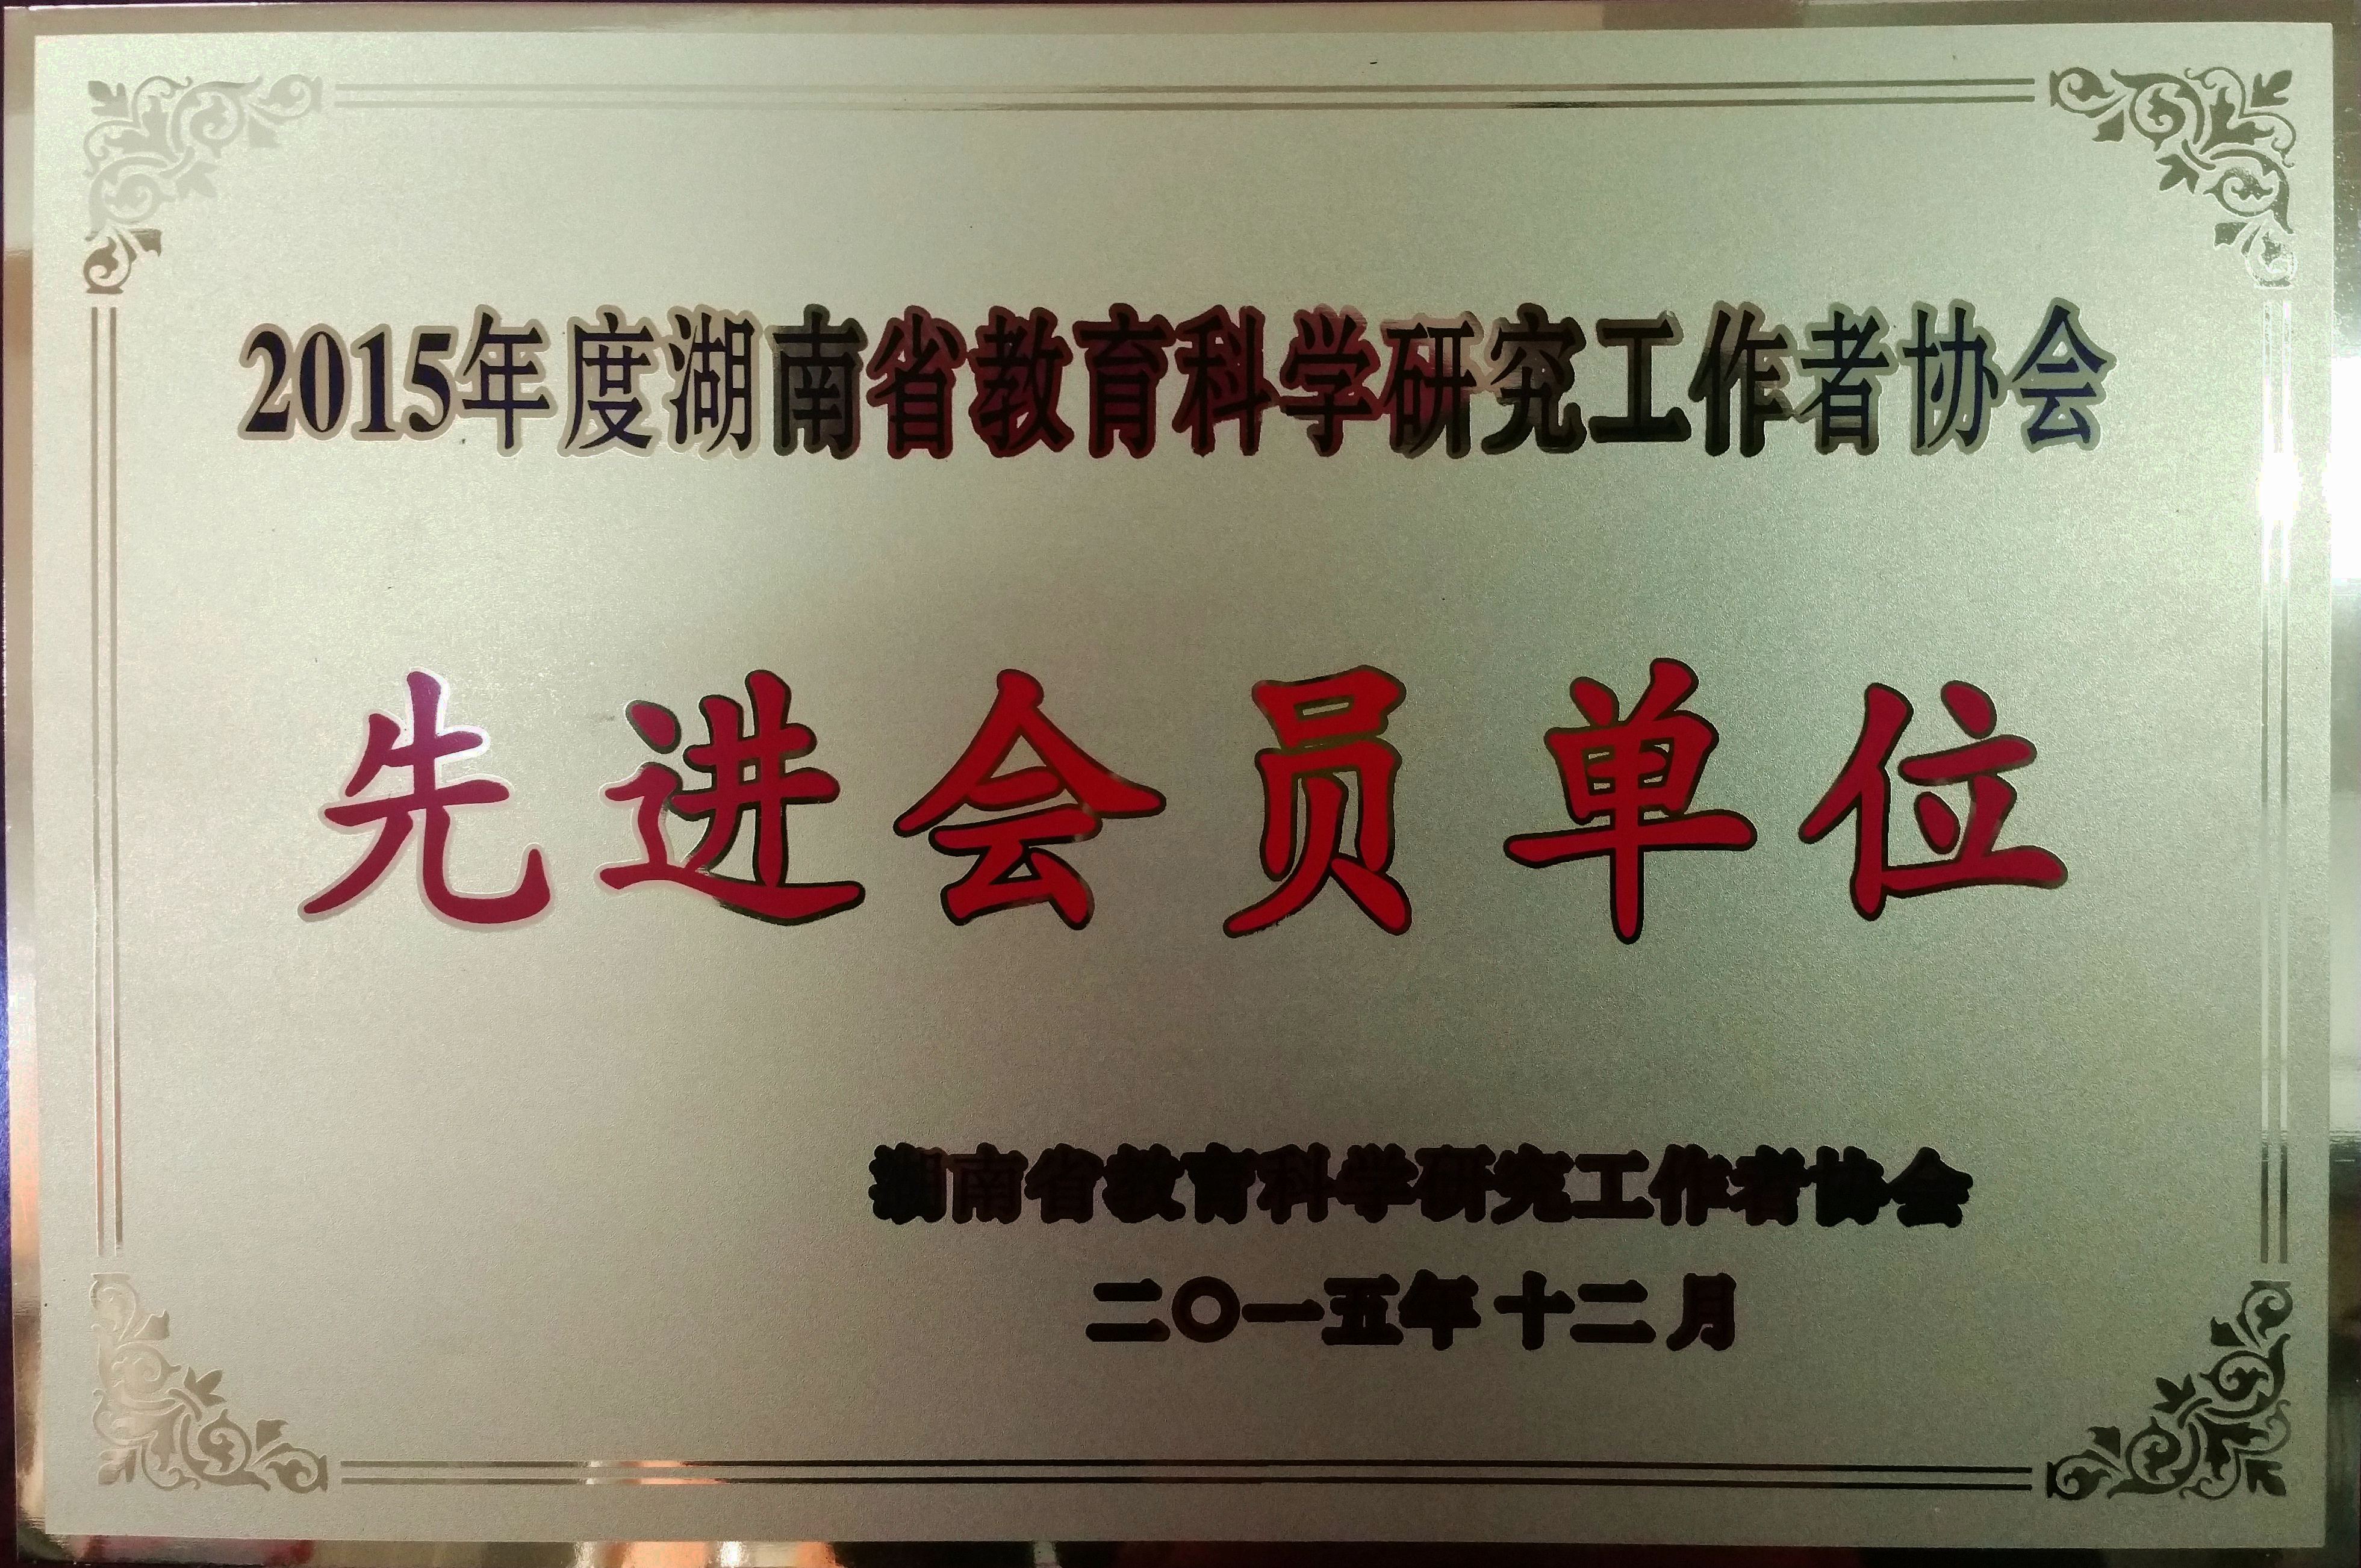 2015年度湖南省教育科学研究工作者协会
先进会员单位
湖南省教育科学研究工作者协会
二〇一五年十二月